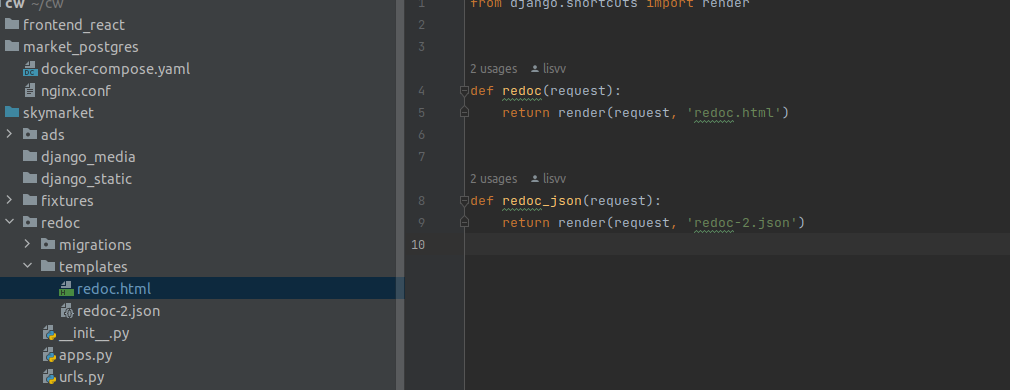 cw ~/cw
frontend_react
market_postgres
docker-compose.yaml
nginx.conf
skymarket
ads
django_media
django_static
fixtures
redoc
migrations
templates
redoc.html
redoc-2.json
__init__.py
apps.py
urls.py
1 from django.shortcuts import render
2
3
2 usages lisvv
4 def redoc(request):
5 return render(request, 'redoc.html')
6
7
2 usages lisvv
8 def redoc_json(request):
9 return render(request, 'redoc-2.json')
10